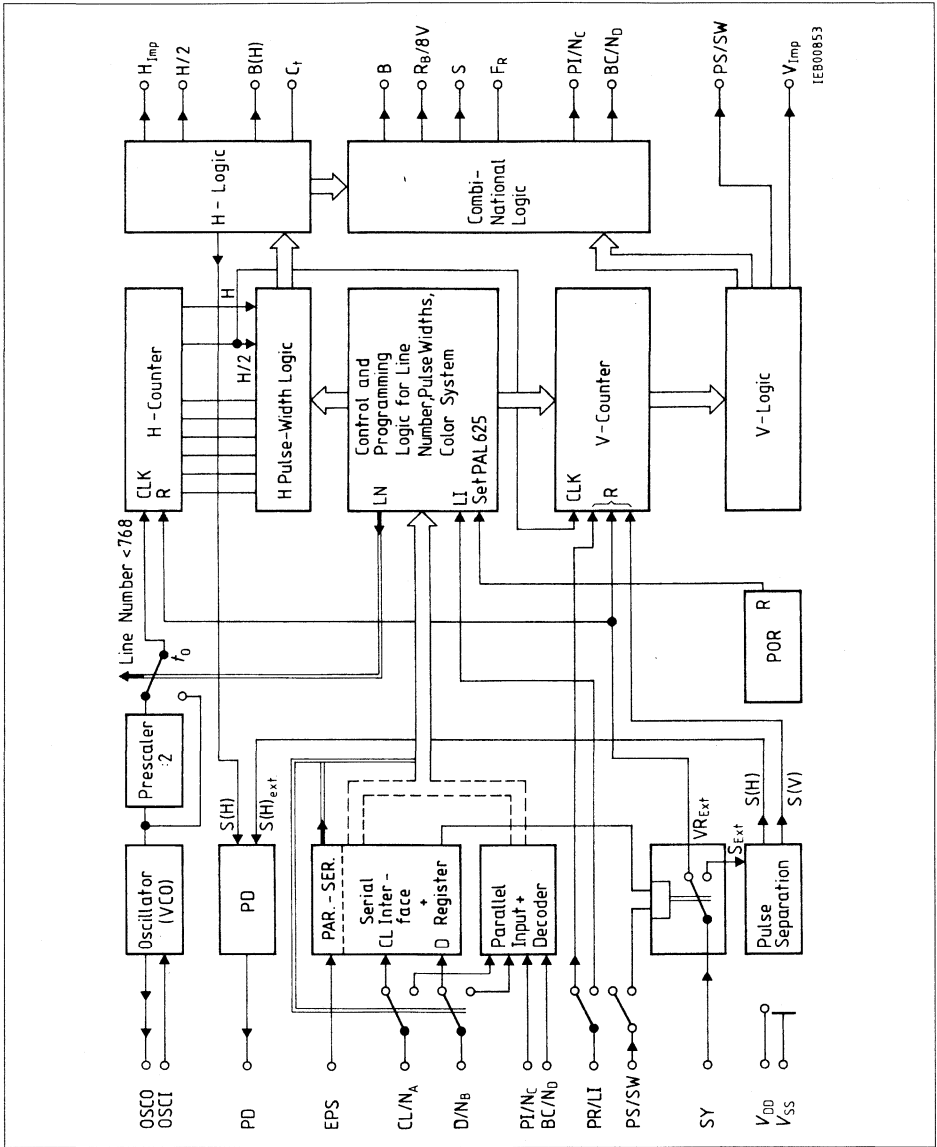 OSCO
OSCI
PD
EPS
CL/N_A
D/N_B
PI/N_C
BC/N_D
PR/LI
PS/SW
SY
V_DD
V_SS
Oscillator
(VCO)
Prescaler
:2
Line Number <768
t_0
PD
S(H)
S(H)_ext
PAR.-SER.
Serial
CL Inter-
face
+
D Register
Parallel
Input+
Decoder
VR_Ext
S_Ext
Pulse
Separation
S(H)
S(V)
POR
R
CLK
R
H-Counter
H
H/2
H Pulse-Width Logic
LN
Control and
Programming
Logic for Line
Number,Pulse Widths,
Color System
LI
SetPAL625
CLK
R
V-Counter
V-Logic
H-Logic
Combi-
National
Logic
H_Imp
H/2
B(H)
C_t
B
R_B/8V
S
F_R
PI/N_C
BC/N_D
PS/SW
V_Imp
IEB00853